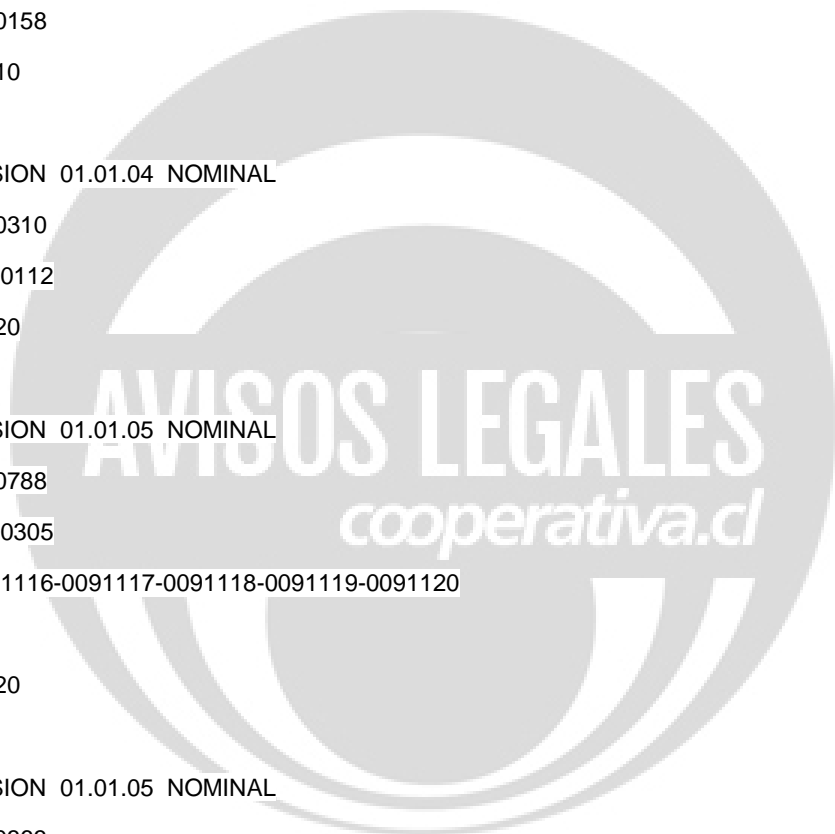 0158
10
SION 01.01.04 NOMINAL
0310
0112
20
AVISOS LEGALES
SION 01.01.05 NOMINAL
0788
cooperativa.cl
0305
1116-0091117-0091118-0091119-0091120
20
SION 01.01.05 NOMINAL